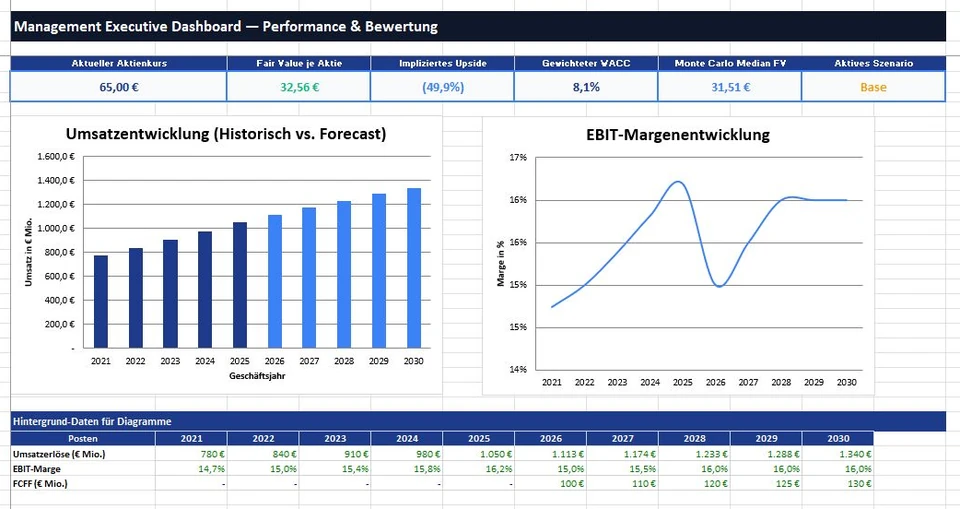 Management Executive Dashboard — Performance & Bewertung
Aktueller Aktienkurs Fair Value je Aktie Impliziertes Upside Gewichteter WACC Monte Carlo Median FV Aktives Szenario
65,00 € 32,56 € (49,9%) 8,1% 31,51 € Base
Umsatzentwicklung (Historisch vs. Forecast)
1.600,0 €
1.400,0 €
1.200,0 €
1.000,0 €
800,0 €
600,0 €
400,0 €
200,0 €
-
Umsatz in € Mio.
2021 2022 2023 2024 2025 2026 2027 2028 2029 2030
Geschäftsjahr
EBIT-Margenentwicklung
17%
16%
16%
15%
15%
14%
Marge in %
2021 2022 2023 2024 2025 2026 2027 2028 2029 2030
Hintergrund-Daten für Diagramme
Posten 2021 2022 2023 2024 2025 2026 2027 2028 2029 2030
Umsatzerlöse (€ Mio.) 780 € 840 € 910 € 980 € 1.050 € 1.113 € 1.174 € 1.233 € 1.288 € 1.340 €
EBIT-Marge 14,7% 15,0% 15,4% 15,8% 16,2% 15,0% 15,5% 16,0% 16,0% 16,0%
FCFF (€ Mio.) - - - - - 100 € 110 € 120 € 125 € 130 €